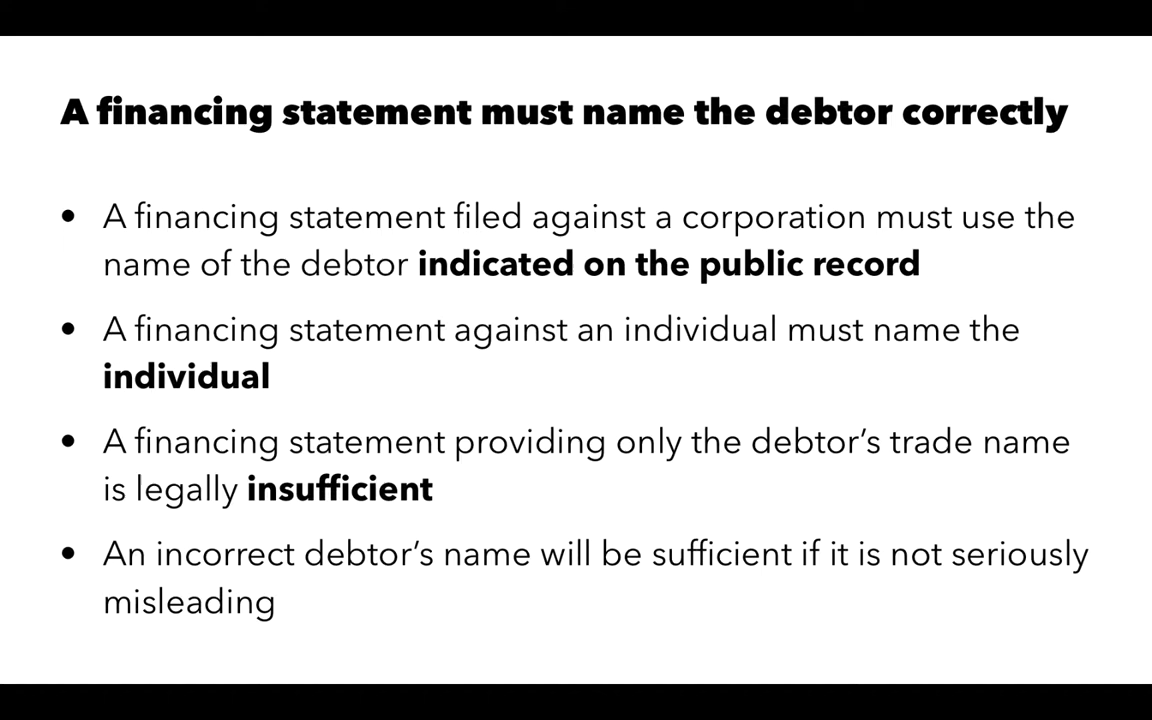 A financing statement must name the debtor correctly
• A financing statement filed against a corporation must use the
name of the debtor indicated on the public record
• A financing statement against an individual must name the
individual
• A financing statement providing only the debtor’s trade name
is legally insufficient
• An incorrect debtor’s name will be sufficient if it is not seriously
misleading